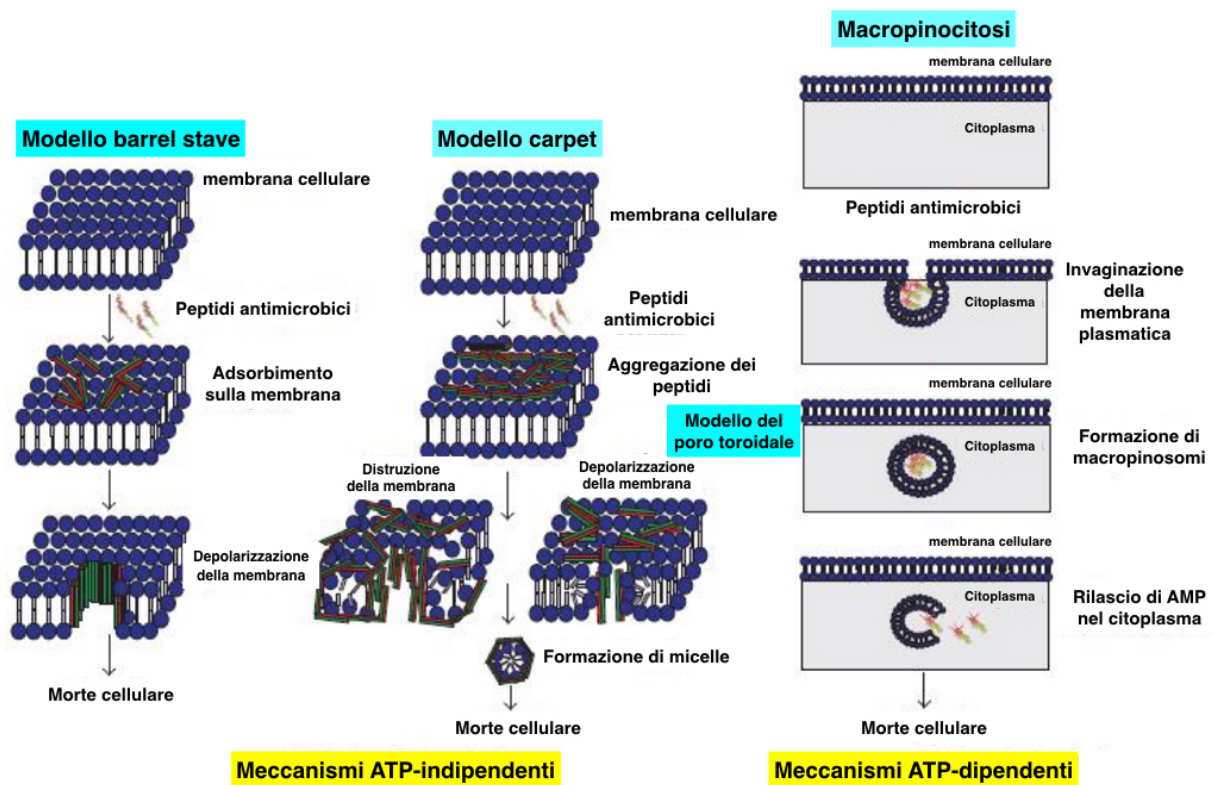 Modello barrel stave
membrana cellulare
Peptidi antimicrobici
Adsorbimento
sulla membrana
Depolarizzazione
della membrana
Morte cellulare
Modello carpet
membrana cellulare
Peptidi
antimicrobici
Aggregazione dei
peptidi
Modello del
poro toroidale
Distruzione
della membrana
Depolarizzazione
della membrana
Formazione di micelle
Morte cellulare
Meccanismi ATP-indipendenti
Macropinocitosi
membrana cellulare
Citoplasma
Peptidi antimicrobici
membrana cellulare
Citoplasma
Invaginazione
della
membrana
plasmatica
membrana cellulare
Citoplasma
Formazione di
macropinosomi
membrana cellulare
Citoplasma
Rilascio di AMP
nel citoplasma
Morte cellulare
Meccanismi ATP-dipendenti